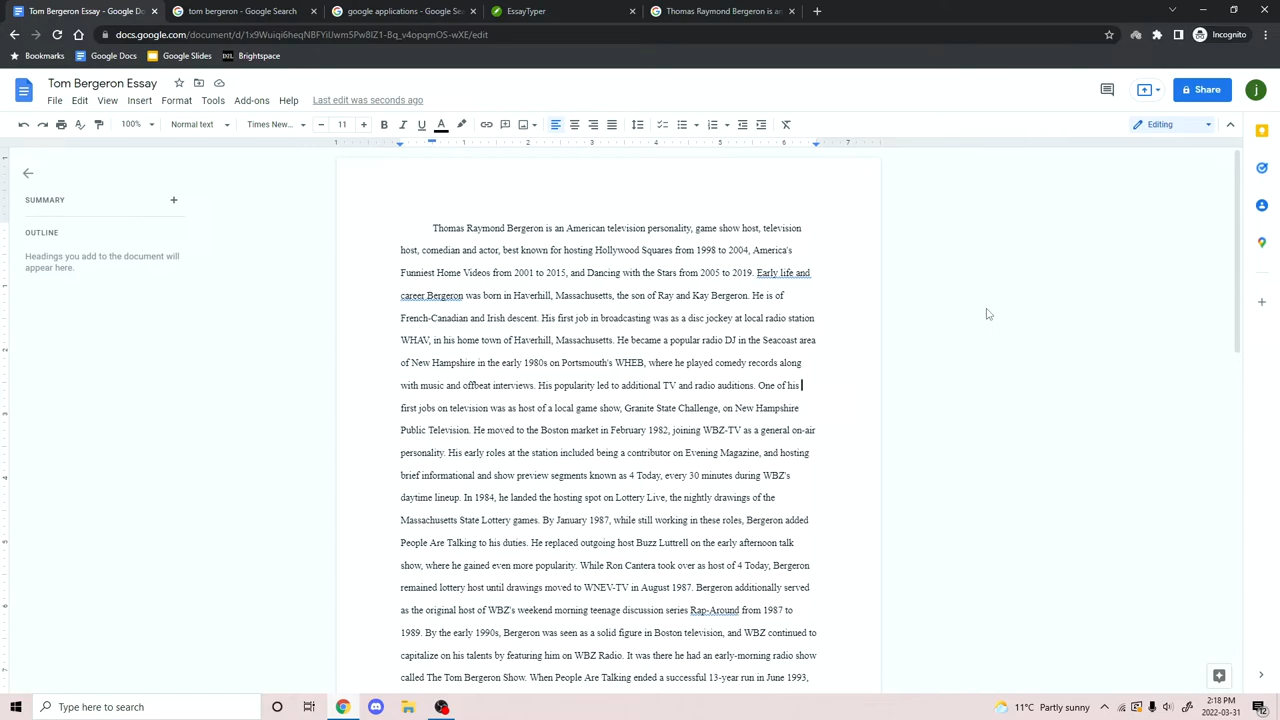 Tom Bergeron Essay - Google Do
tom bergeron - Google Search
google applications - Google Sea
EssayTyper
Thomas Raymond Bergeron is an
docs.google.com/document/d/
/edit
Incognito
Bookmarks
Google Docs
Google Slides
Brightspace
Tom Bergeron Essay
File Edit View Insert Format Tools Add-ons Help Last edit was seconds ago
Share
j
100% Normal text Times New... 11 Editing
SUMMARY
OUTLINE
Headings you add to the document will
appear here.
Thomas Raymond Bergeron is an American television personality, game show host, television
host, comedian and actor, best known for hosting Hollywood Squares from 1998 to 2004, America's
Funniest Home Videos from 2001 to 2015, and Dancing with the Stars from 2005 to 2019. Early life and
career Bergeron was born in Haverhill, Massachusetts, the son of Ray and Kay Bergeron. He is of
French-Canadian and Irish descent. His first job in broadcasting was as a disc jockey at local radio station
WHAV, in his home town of Haverhill, Massachusetts. He became a popular radio DJ in the Seacoast area
of New Hampshire in the early 1980s on Portsmouth's WHEB, where he played comedy records along
with music and offbeat interviews. His popularity led to additional TV and radio auditions. One of his
first jobs on television was as host of a local game show, Granite State Challenge, on New Hampshire
Public Television. He moved to the Boston market in February 1982, joining WBZ-TV as a general on-air
personality. His early roles at the station included being a contributor on Evening Magazine, and hosting
brief informational and show preview segments known as 4 Today, every 30 minutes during WBZ's
daytime lineup. In 1984, he landed the hosting spot on Lottery Live, the nightly drawings of the
Massachusetts State Lottery games. By January 1987, while still working in these roles, Bergeron added
People Are Talking to his duties. He replaced outgoing host Buzz Luttrell on the early afternoon talk
show, where he gained even more popularity. While Ron Cantera took over as host of 4 Today, Bergeron
remained lottery host until drawings moved to WNEV-TV in August 1987. Bergeron additionally served
as the original host of WBZ's weekend morning teenage discussion series Rap-Around from 1987 to
1989. By the early 1990s, Bergeron was seen as a solid figure in Boston television, and WBZ continued to
capitalize on his talents by featuring him on WBZ Radio. It was there he had an early-morning radio show
called The Tom Bergeron Show. When People Are Talking ended a successful 13-year run in June 1993,
Type here to search
11°C Partly sunny
2:18 PM
2022-03-31